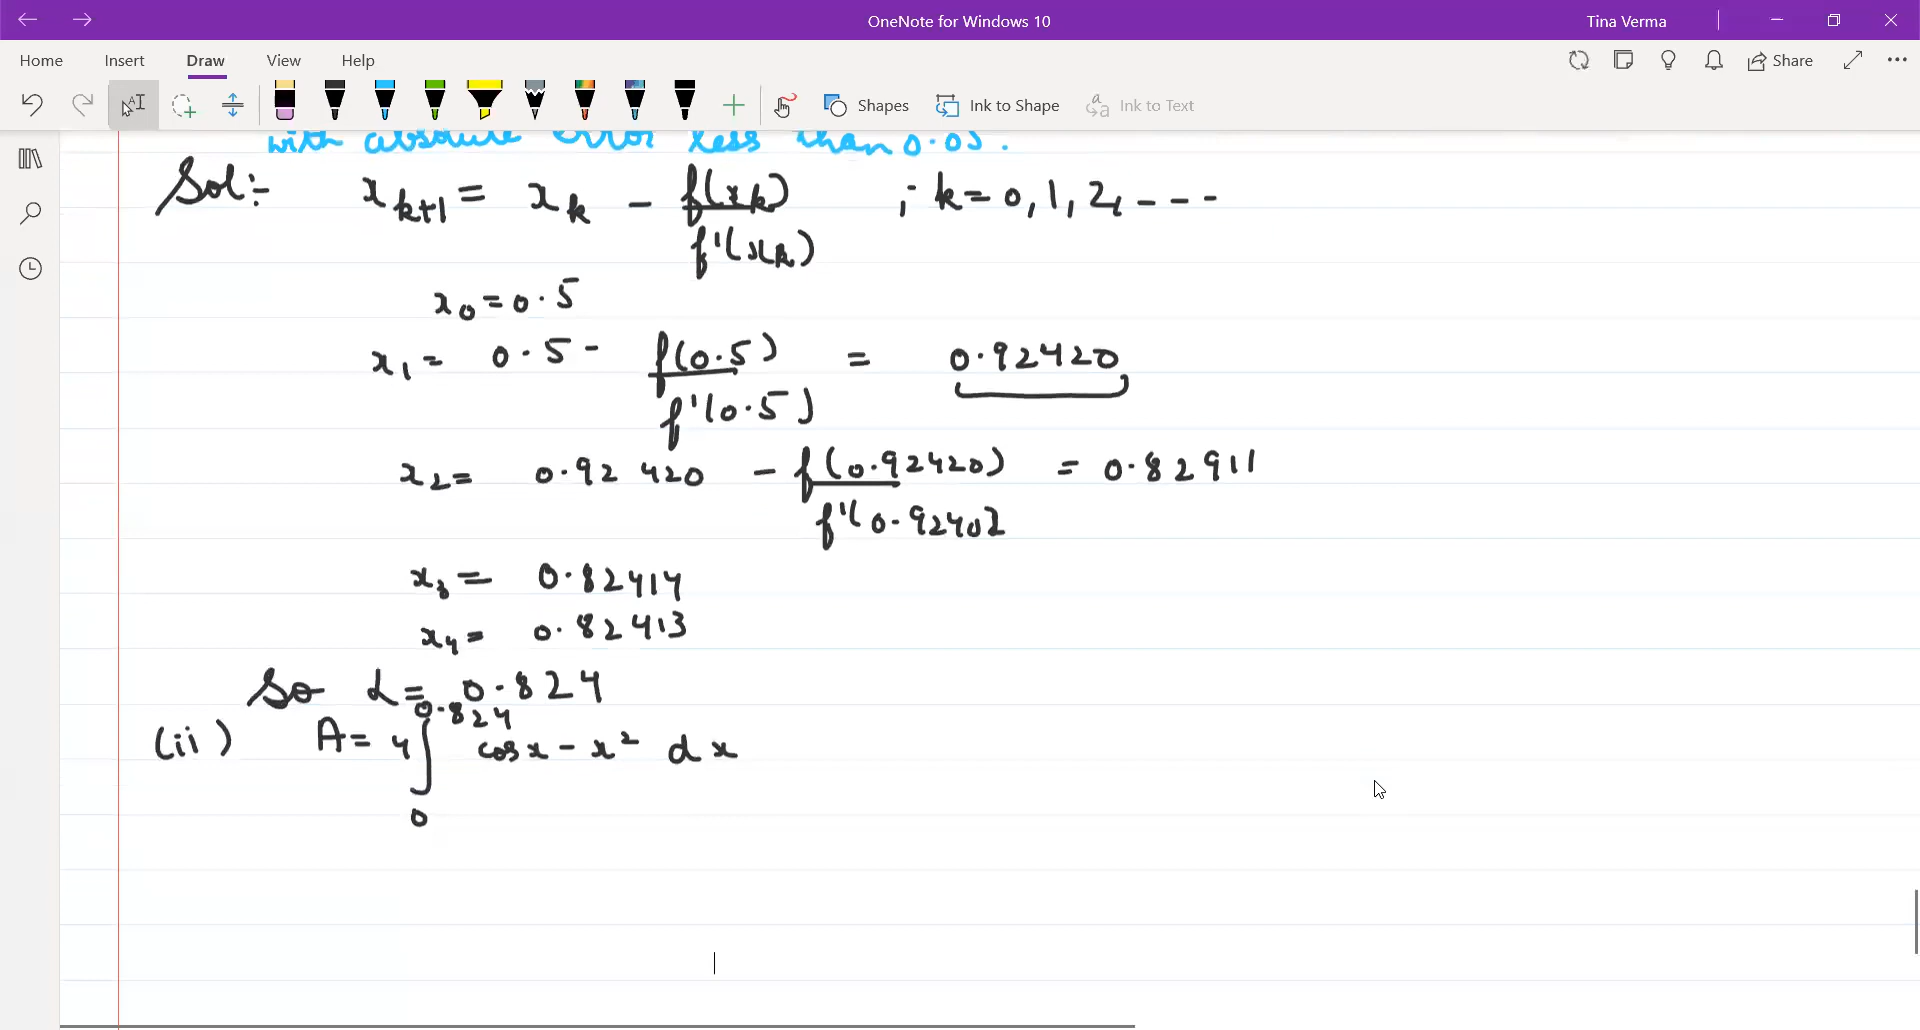 OneNote for Windows 10
Tina Verma
Home Insert Draw View Help
Share
Shapes Ink to Shape Ink to Text
with absolute error less than 0.05.
Sol:- x_{k+1} = x_k - f(x_k)/f'(x_k) ; k = 0, 1, 2, - - -
x_0 = 0.5
x_1 = 0.5 - f(0.5)/f'(0.5) = 0.92420
x_2 = 0.92420 - f(0.92420)/f'(0.92402) = 0.82911
x_3 = 0.82414
x_4 = 0.82413
So α = 0.824
(ii) A = 4 ∫_0^{0.824} cos x - x² dx